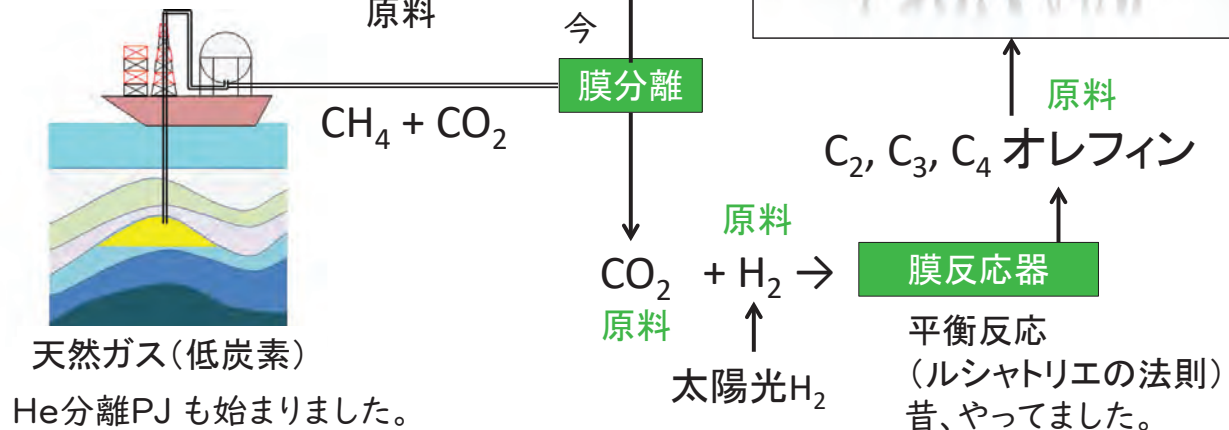 原料
今
膜分離
CH₄ + CO₂
原料
C₂, C₃, C₄ オレフィン
原料
CO₂ + H₂ →
膜反応器
原料
太陽光H₂
平衡反応
(ルシャトリエの法則)
昔、やってました。
天然ガス(低炭素)
He分離PJ も始まりました。